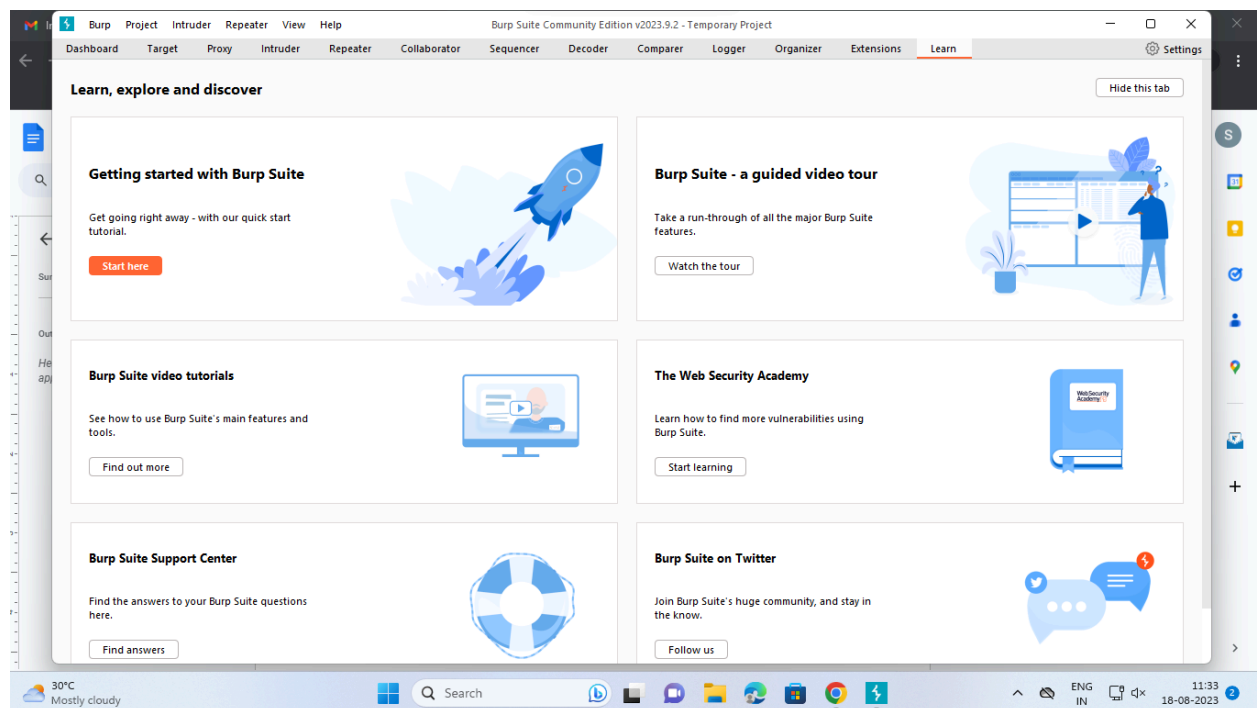 Burp Project Intruder Repeater View Help Burp Suite Community Edition v2023.9.2 - Temporary Project
Dashboard Target Proxy Intruder Repeater Collaborator Sequencer Decoder Comparer Logger Organizer Extensions Learn Settings
Learn, explore and discover
Hide this tab
S
31
Getting started with Burp Suite
Get going right away - with our quick start
tutorial.
Start here
Burp Suite - a guided video tour
Take a run-through of all the major Burp Suite
features.
Watch the tour
Burp Suite video tutorials
See how to use Burp Suite's main features and
tools.
Find out more
The Web Security Academy
Learn how to find more vulnerabilities using
Burp Suite.
Start learning
WebSecurity
Academy
Burp Suite Support Center
Find the answers to your Burp Suite questions
here.
Find answers
Burp Suite on Twitter
Join Burp Suite's huge community, and stay in
the know.
Follow us
30°C
Mostly cloudy
Search
ENG
IN
11:33
18-08-2023
2